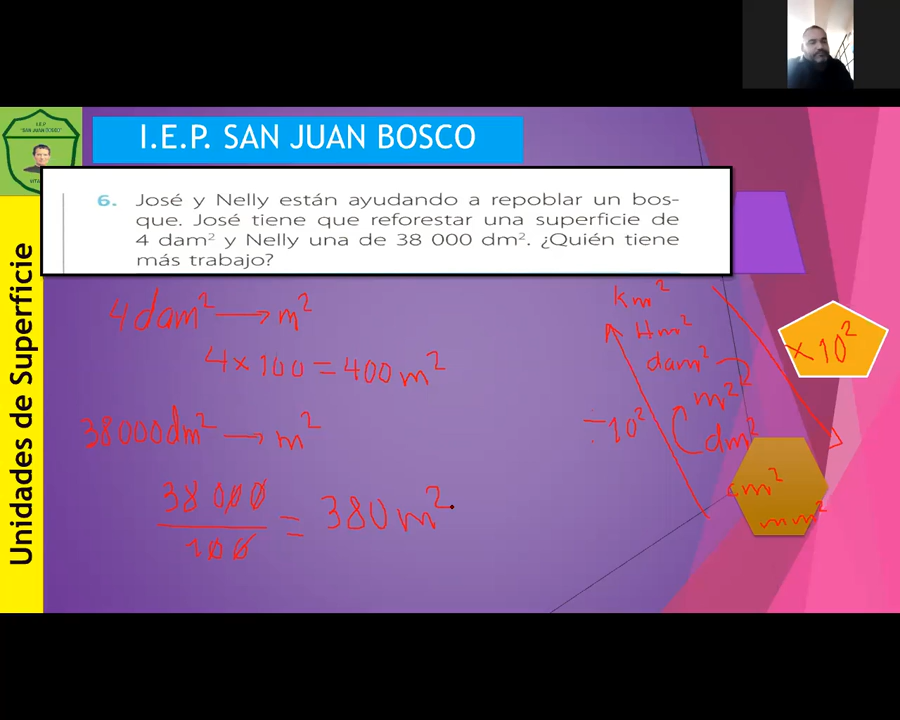 I.E.P. SAN JUAN BOSCO
I.E.P
"SAN JUAN BOSCO"
6. José y Nelly están ayudando a repoblar un bos-
que. José tiene que reforestar una superficie de
4 dam² y Nelly una de 38 000 dm². ¿Quién tiene
más trabajo?
Unidades de Superficie
4 dam² → m²
4 × 100 = 400 m²
38000 dm² → m²
38 000
100
= 380 m²
km²
Hm²
dam²
m²
dm²
cm²
mm²
÷10²
×10²